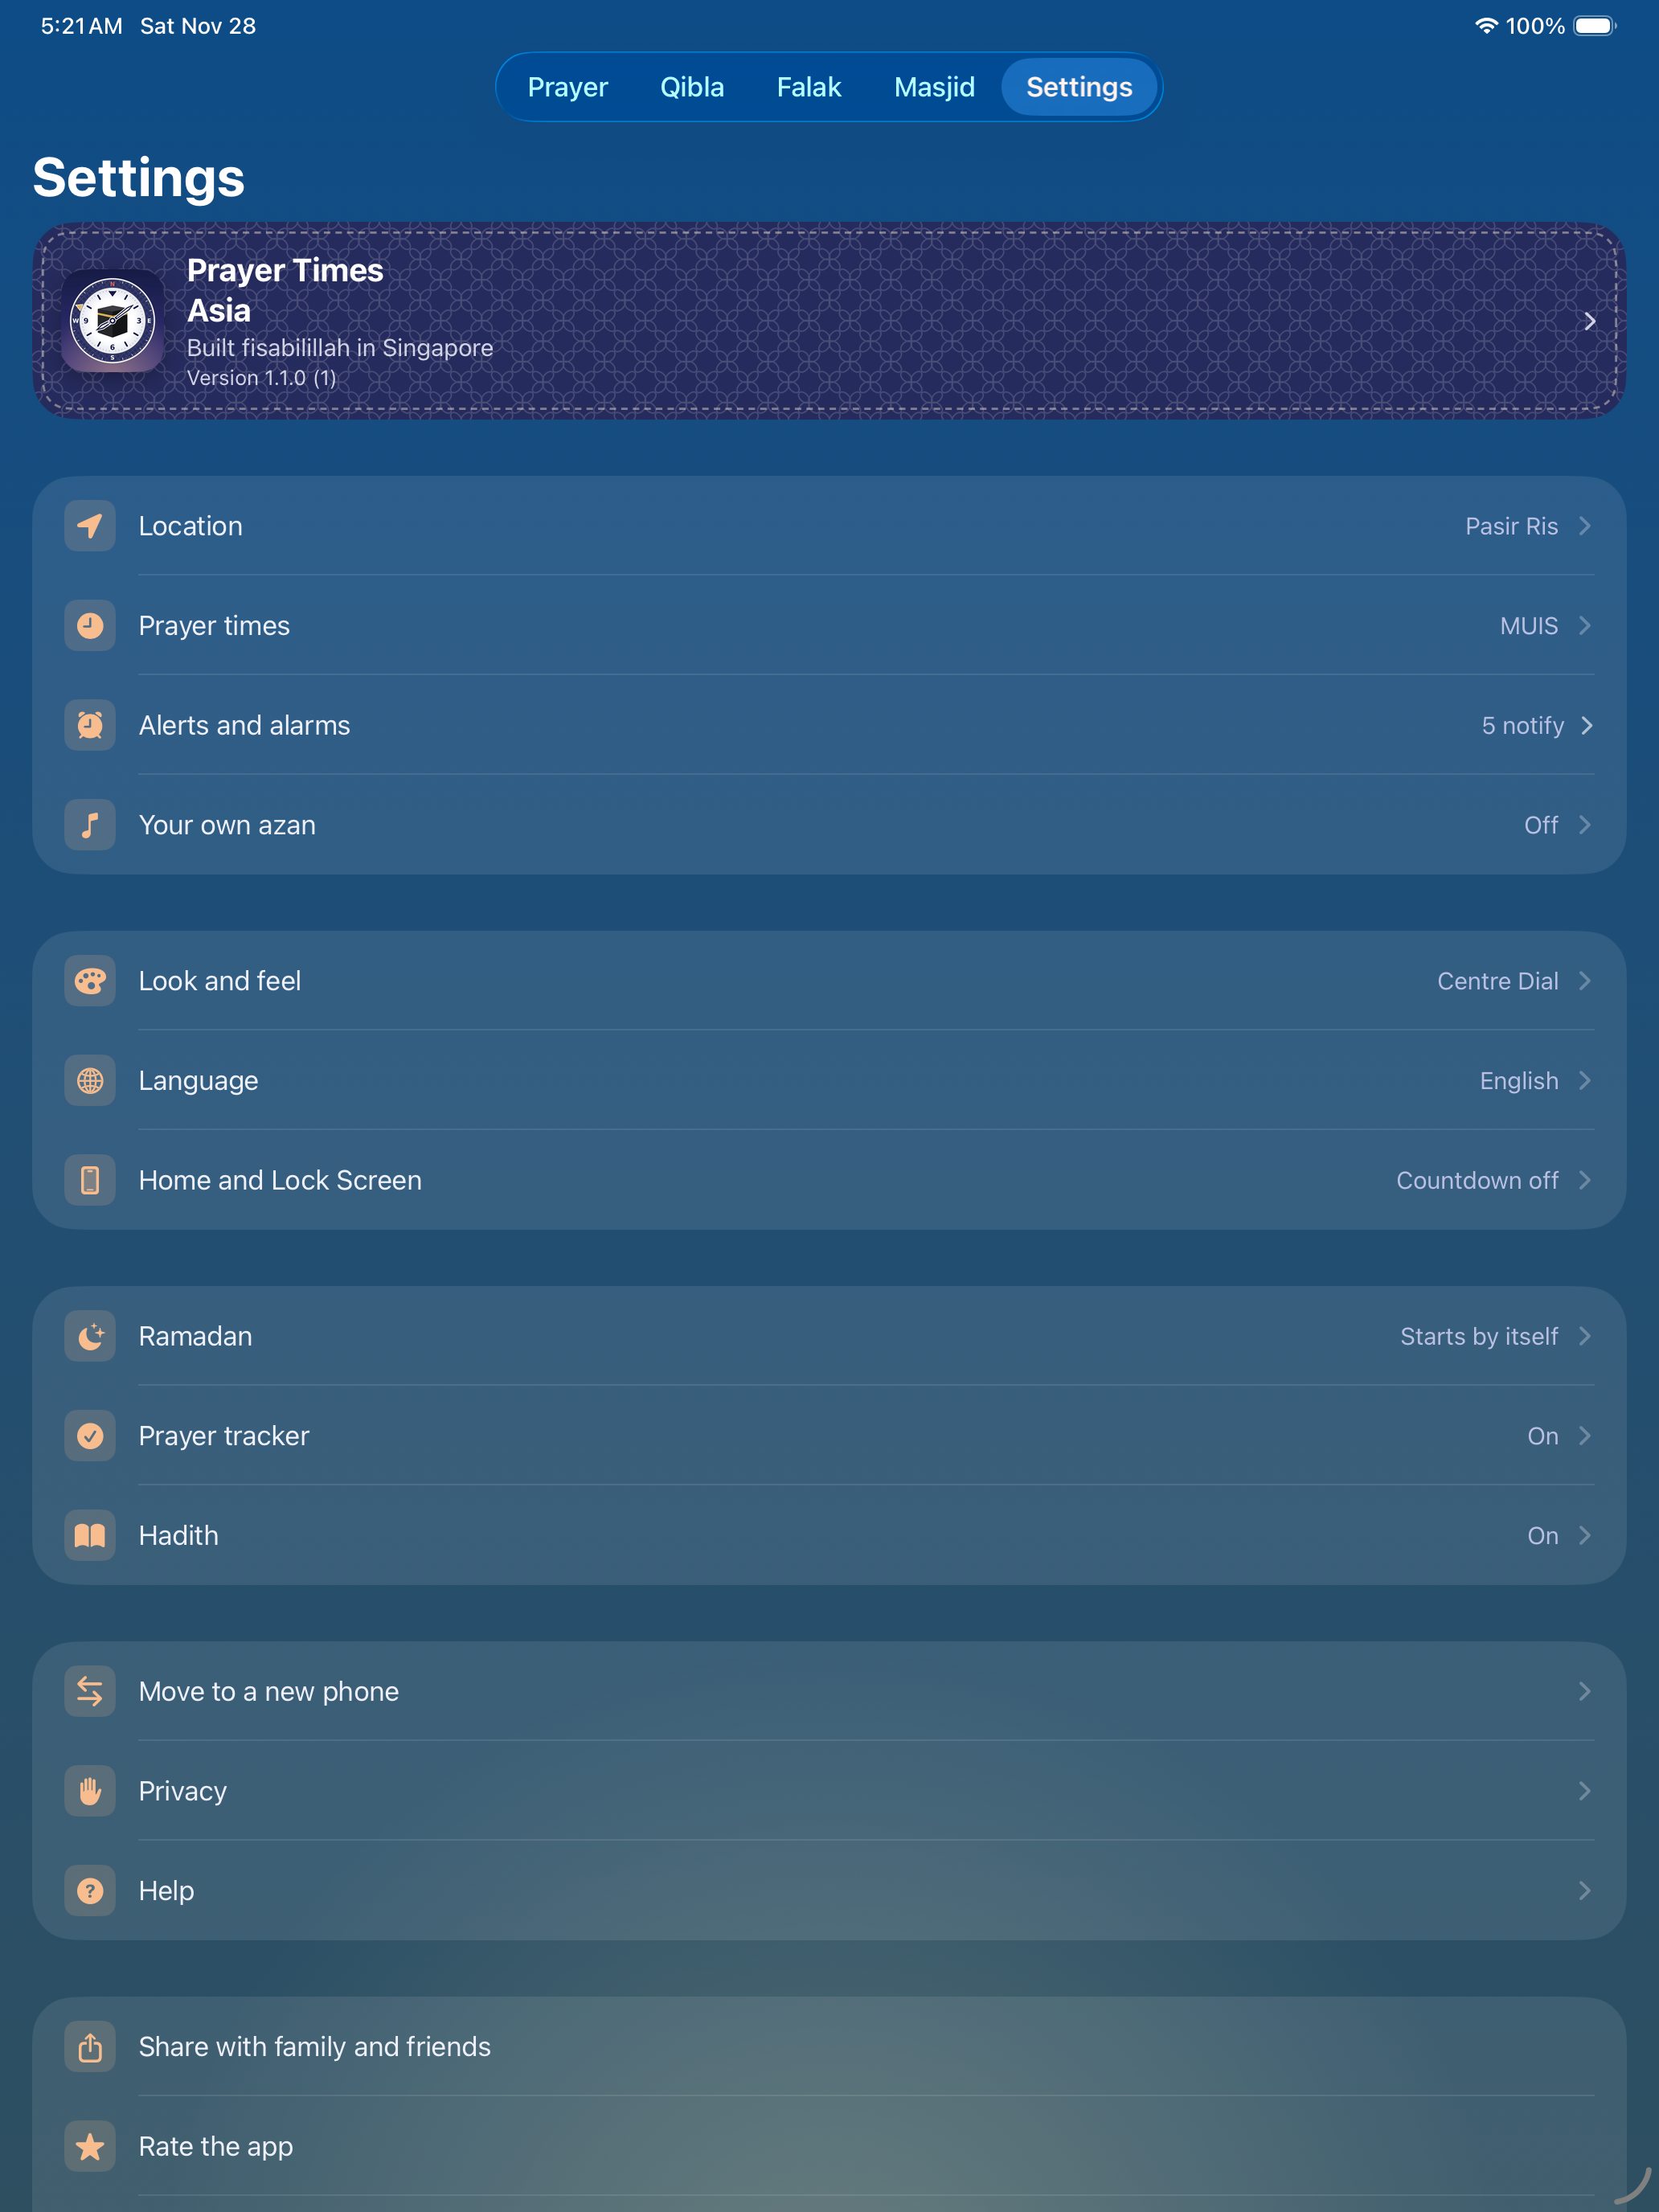 5:21 AM Sat Nov 28
100%
Prayer
Qibla
Falak
Masjid
Settings
Settings
Prayer Times
Asia
Built fisabilillah in Singapore
Version 1.1.0 (1)
Location
Pasir Ris
Prayer times
MUIS
Alerts and alarms
5 notify
Your own azan
Off
Look and feel
Centre Dial
Language
English
Home and Lock Screen
Countdown off
Ramadan
Starts by itself
Prayer tracker
On
Hadith
On
Move to a new phone
Privacy
Help
Share with family and friends
Rate the app